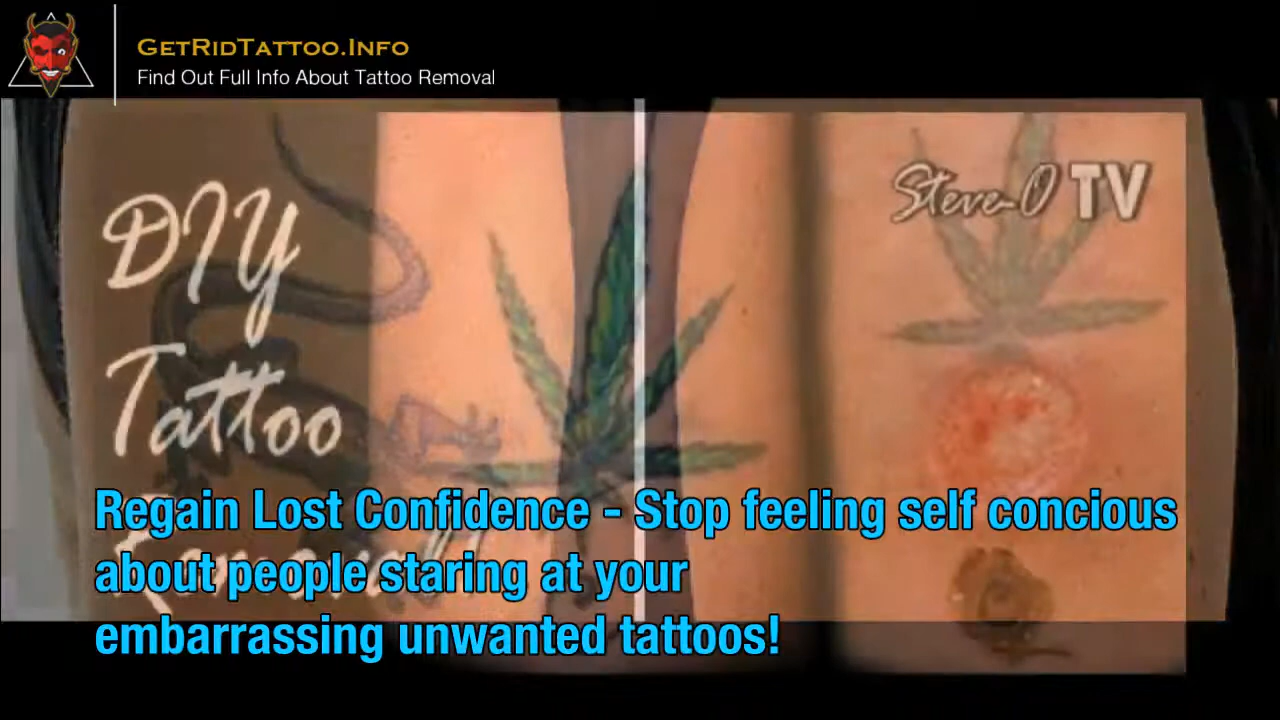 GetRidTattoo.Info
Find Out Full Info About Tattoo Removal
Steve-O TV
DIY
Tattoo
Removal
Regain Lost Confidence - Stop feeling self concious
about people staring at your
embarrassing unwanted tattoos!